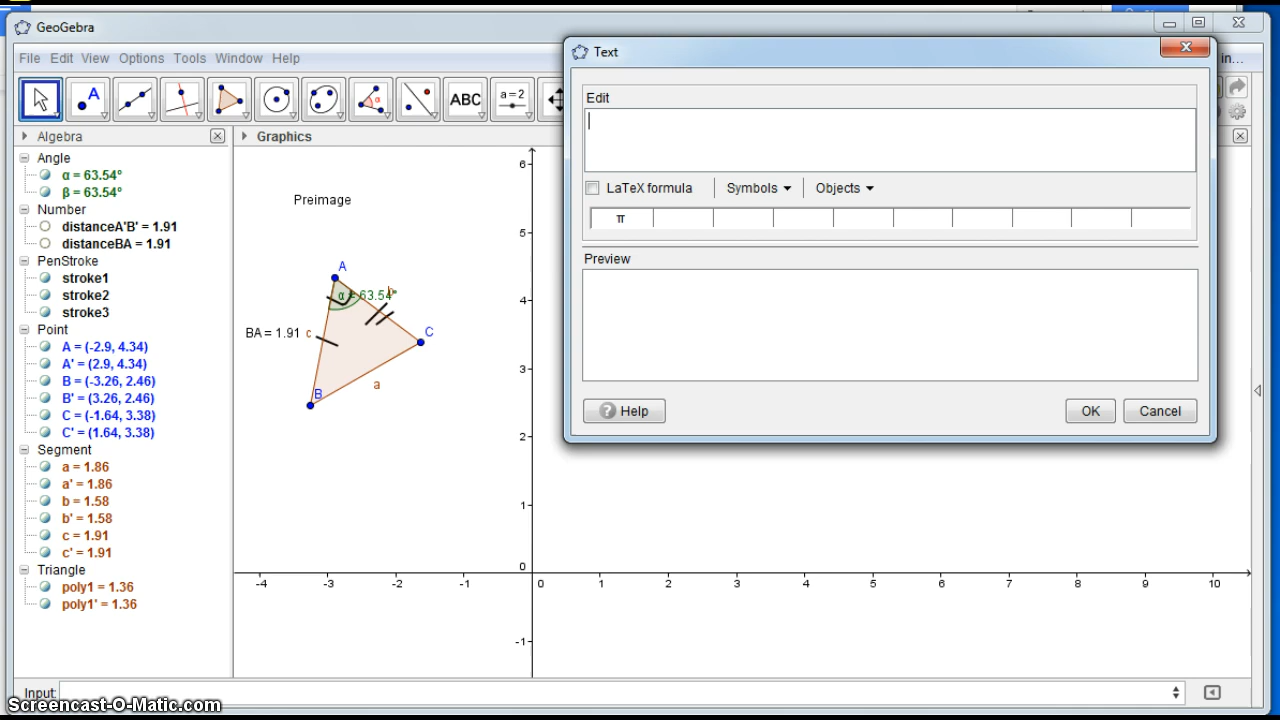 GeoGebra
File Edit View Options Tools Window Help
in...
ABC
a=2
α
A
Algebra
Graphics
Angle
α = 63.54°
β = 63.54°
Number
distanceA'B' = 1.91
distanceBA = 1.91
PenStroke
stroke1
stroke2
stroke3
Point
A = (-2.9, 4.34)
A' = (2.9, 4.34)
B = (-3.26, 2.46)
B' = (3.26, 2.46)
C = (-1.64, 3.38)
C' = (1.64, 3.38)
Segment
a = 1.86
a' = 1.86
b = 1.58
b' = 1.58
c = 1.91
c' = 1.91
Triangle
poly1 = 1.36
poly1' = 1.36
Preimage
A
α = 63.54°
b
BA = 1.91 c
C
a
B
6
5
4
3
2
1
0
-1
-4 -3 -2 -1 0 1 2 3 4 5 6 7 8 9 10
Text
Edit
LaTeX formula Symbols Objects
π
Preview
Help OK Cancel
Input:
Screencast-O-Matic.com